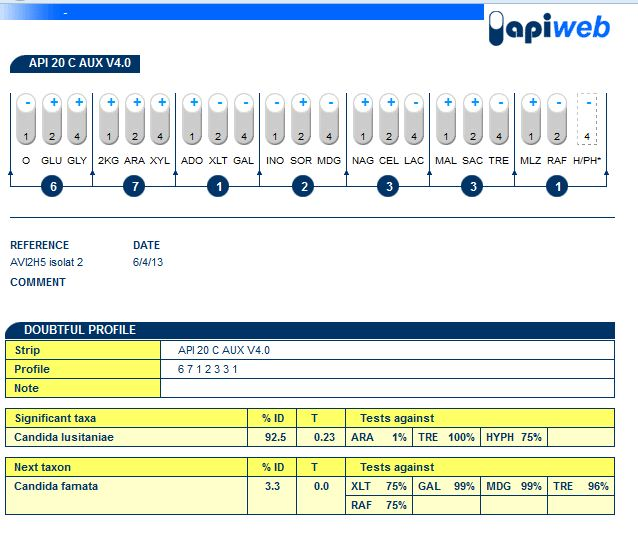 apiweb
API 20 C AUX V4.0
- + + + + + + - - - + - + + - + + - + - -
1 2 4 1 2 4 1 2 4 1 2 4 1 2 4 1 2 4 1 2 4
O GLU GLY 2KG ARA XYL ADO XLT GAL INO SOR MDG NAG CEL LAC MAL SAC TRE MLZ RAF H/PH*
6 7 1 2 3 3 1
REFERENCE DATE
AVI2H5 isolat 2 6/4/13
COMMENT
DOUBTFUL PROFILE
Strip API 20 C AUX V4.0
Profile 6 7 1 2 3 3 1
Note
Significant taxa % ID T Tests against
Candida lusitaniae 92.5 0.23 ARA 1% TRE 100% HYPH 75%
Next taxon % ID T Tests against
Candida famata 3.3 0.0 XLT 75% GAL 99% MDG 99% TRE 96%
RAF 75%